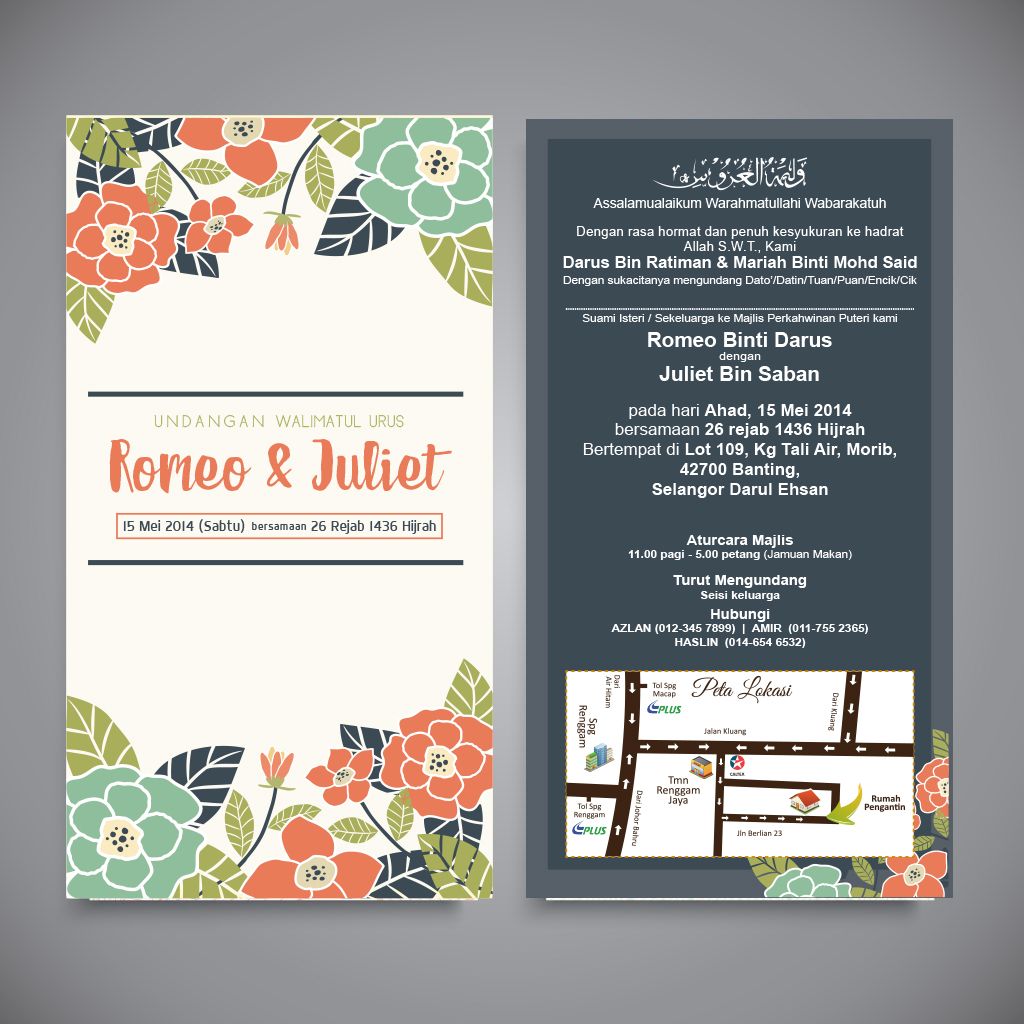 UNDANGAN WALIMATUL URUS
Romeo & Juliet
15 Mei 2014 (Sabtu) bersamaan 26 Rejab 1436 Hijrah
وَلِيمَةُ الْعُرُوسِ
Assalamualaikum Warahmatullahi Wabarakatuh
Dengan rasa hormat dan penuh kesyukuran ke hadrat
Allah S.W.T., Kami
Darus Bin Ratiman & Mariah Binti Mohd Said
Dengan sukacitanya mengundang Dato'/Datin/Tuan/Puan/Encik/Cik
Suami Isteri / Sekeluarga ke Majlis Perkahwinan Puteri kami
Romeo Binti Darus
dengan
Juliet Bin Saban
pada hari Ahad, 15 Mei 2014
bersamaan 26 rejab 1436 Hijrah
Bertempat di Lot 109, Kg Tali Air, Morib,
42700 Banting,
Selangor Darul Ehsan
Aturcara Majlis
11.00 pagi - 5.00 petang (Jamuan Makan)
Turut Mengundang
Seisi keluarga
Hubungi
AZLAN (012-345 7899) | AMIR (011-755 2365)
HASLIN (014-654 6532)
Peta Lokasi
Dari
Air Hitam
Tol Spg
Macap
PLUS
Dari Kluang
Spg
Renggam
Jalan Kluang
CALTEX
Tmn
Renggam
Jaya
Rumah
Pengantin
Tol Spg
Renggam
PLUS
Dari Johor Bahru
Jln Berlian 23